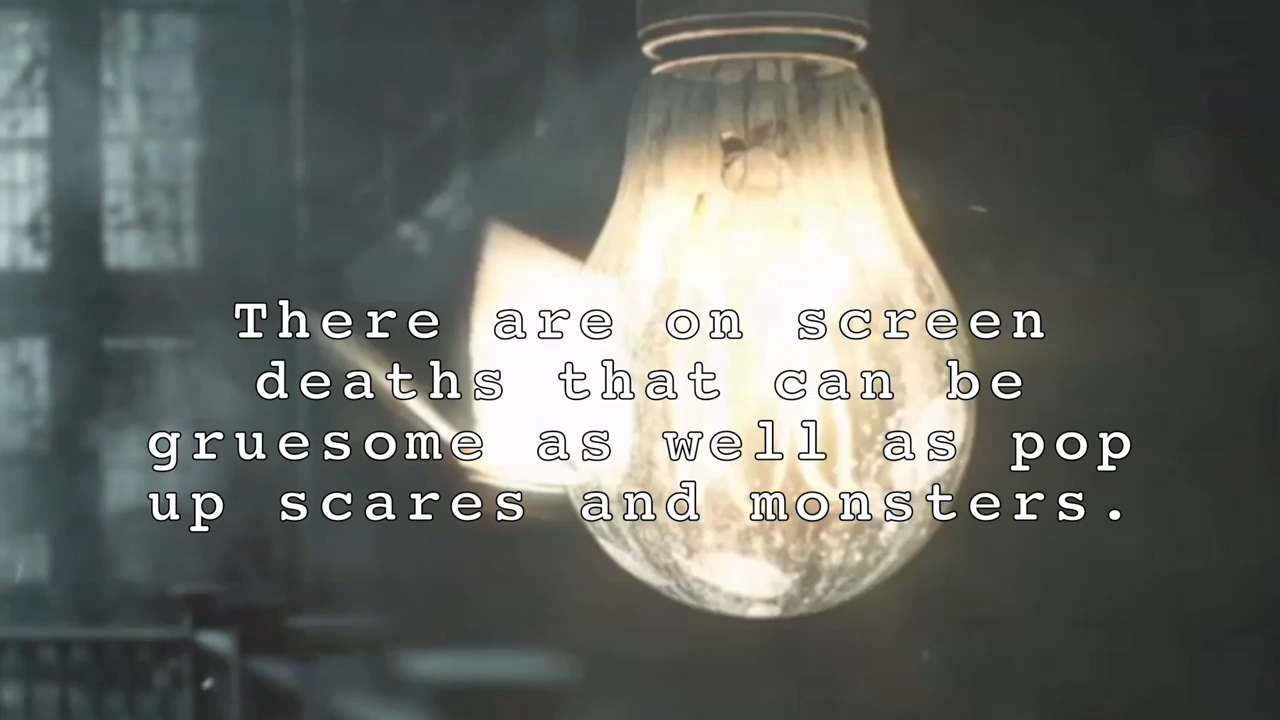 There are on screen
deaths that can be
gruesome as well as pop
up scares and monsters.